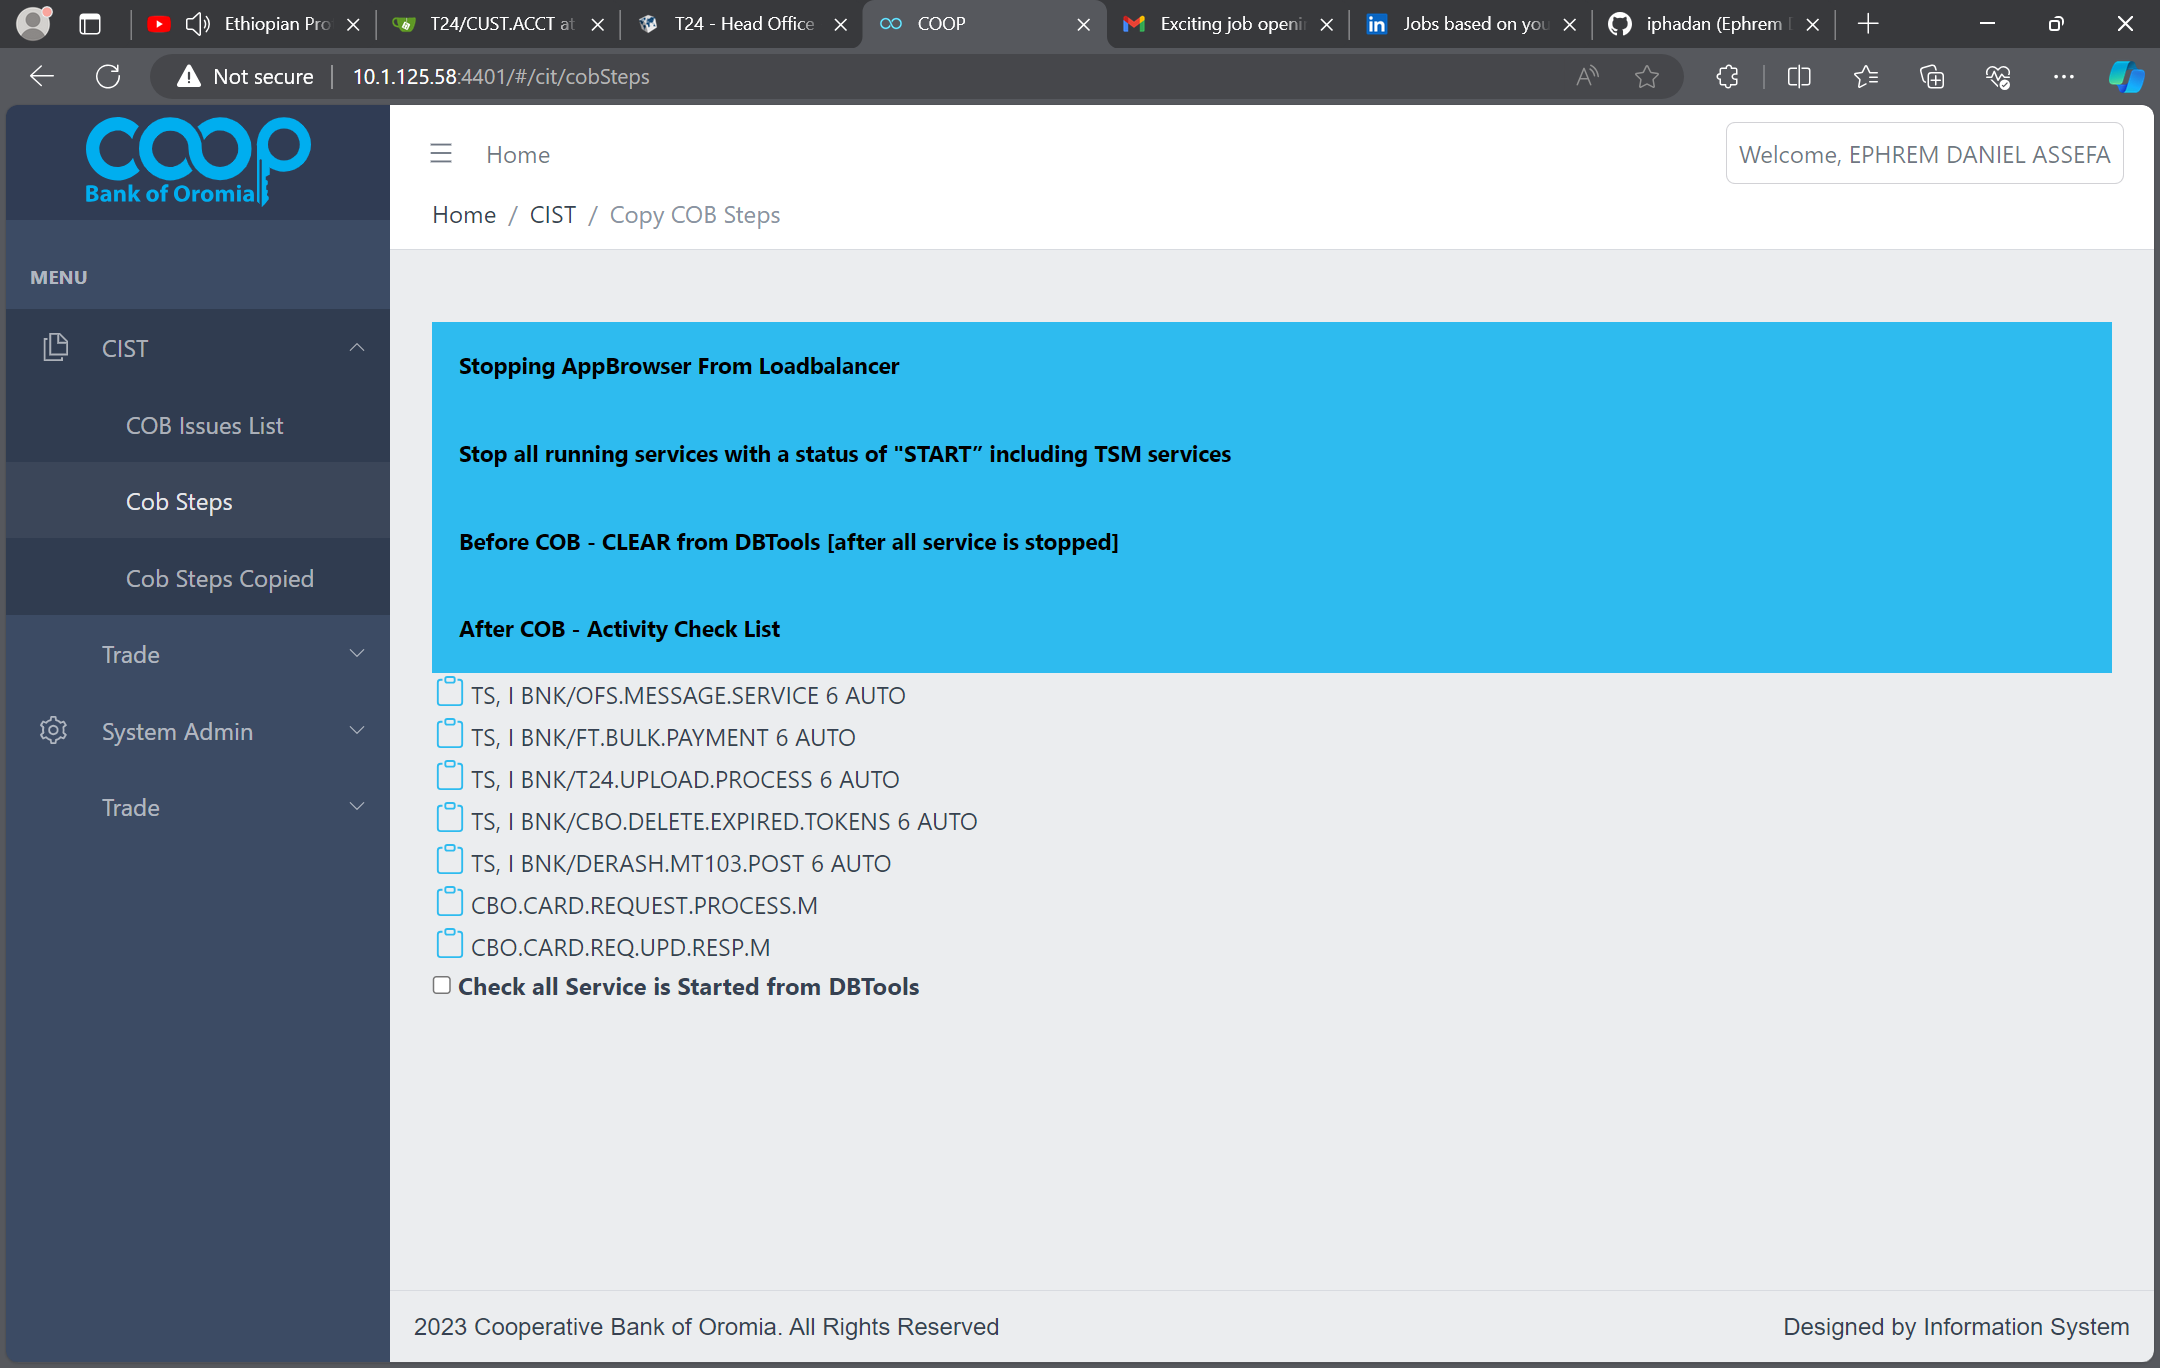 Ethiopian Pro
T24/CUST.ACCT at
T24 - Head Office
COOP
Exciting job openi
Jobs based on you
iphadan (Ephrem
Not secure
10.1.125.58:4401/#/cit/cobSteps
coop
Bank of Oromia
Home
Welcome, EPHREM DANIEL ASSEFA
Home / CIST / Copy COB Steps
MENU
CIST
COB Issues List
Cob Steps
Cob Steps Copied
Trade
System Admin
Trade
Stopping AppBrowser From Loadbalancer
Stop all running services with a status of "START” including TSM services
Before COB - CLEAR from DBTools [after all service is stopped]
After COB - Activity Check List
TS, I BNK/OFS.MESSAGE.SERVICE 6 AUTO
TS, I BNK/FT.BULK.PAYMENT 6 AUTO
TS, I BNK/T24.UPLOAD.PROCESS 6 AUTO
TS, I BNK/CBO.DELETE.EXPIRED.TOKENS 6 AUTO
TS, I BNK/DERASH.MT103.POST 6 AUTO
CBO.CARD.REQUEST.PROCESS.M
CBO.CARD.REQ.UPD.RESP.M
Check all Service is Started from DBTools
2023 Cooperative Bank of Oromia. All Rights Reserved
Designed by Information System